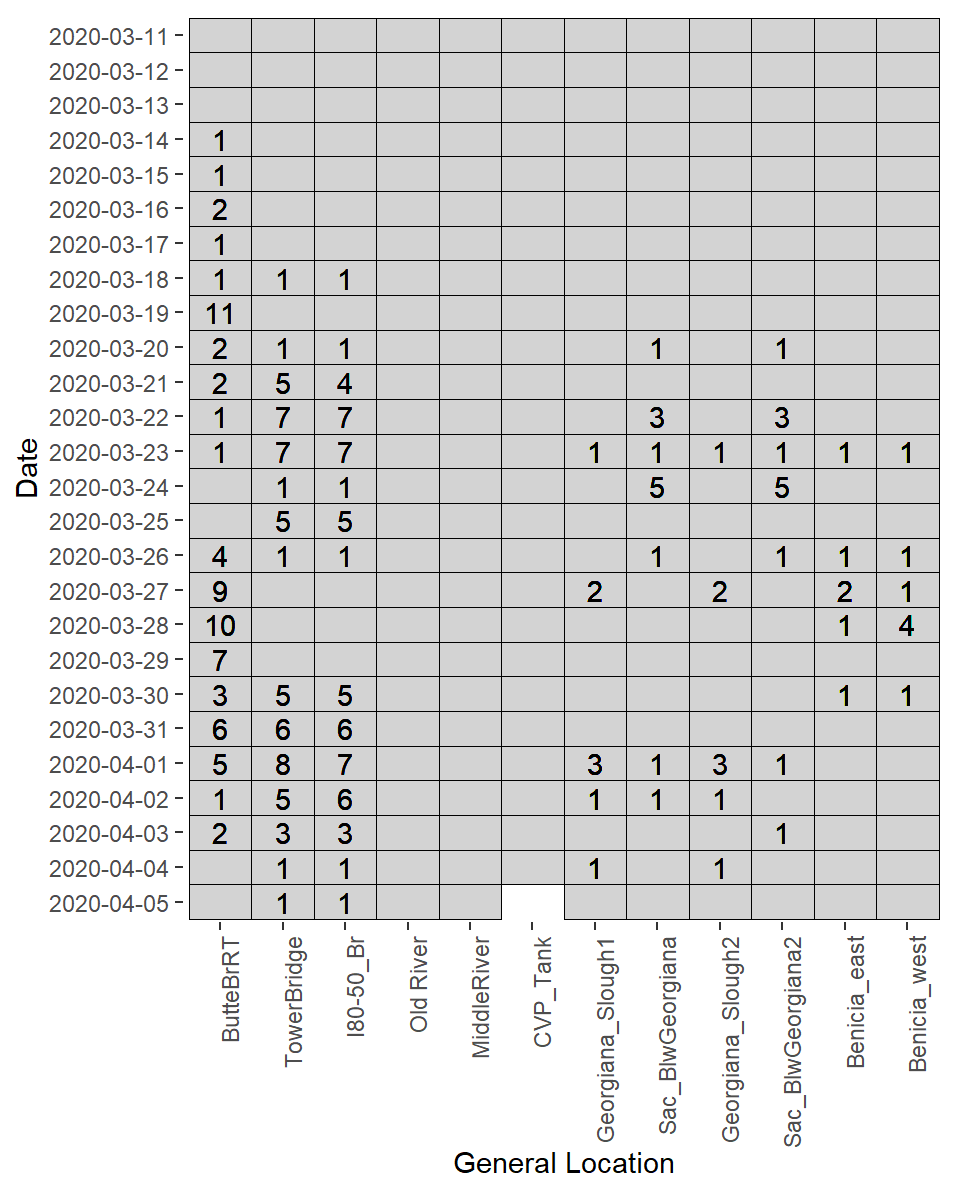 2020-03-11
2020-03-12
2020-03-13
2020-03-14 1
2020-03-15 1
2020-03-16 2
2020-03-17 1
2020-03-18 1 1 1
2020-03-19 11
2020-03-20 2 1 1 1 1
2020-03-21 2 5 4
2020-03-22 1 7 7 3 3
2020-03-23 1 7 7 1 1 1 1 1 1
2020-03-24 1 1 5 5
2020-03-25 5 5
2020-03-26 4 1 1 1 1 1 1
2020-03-27 9 2 2 2 1
2020-03-28 10 1 4
2020-03-29 7
2020-03-30 3 5 5 1 1
2020-03-31 6 6 6
2020-04-01 5 8 7 3 1 3 1
2020-04-02 1 5 6 1 1 1
2020-04-03 2 3 3 1
2020-04-04 1 1 1 1
2020-04-05 1 1
Date
ButteBrRT
TowerBridge
I80-50_Br
Old River
MiddleRiver
CVP_Tank
Georgiana_Slough1
Sac_BlwGeorgiana
Georgiana_Slough2
Sac_BlwGeorgiana2
Benicia_east
Benicia_west
General Location